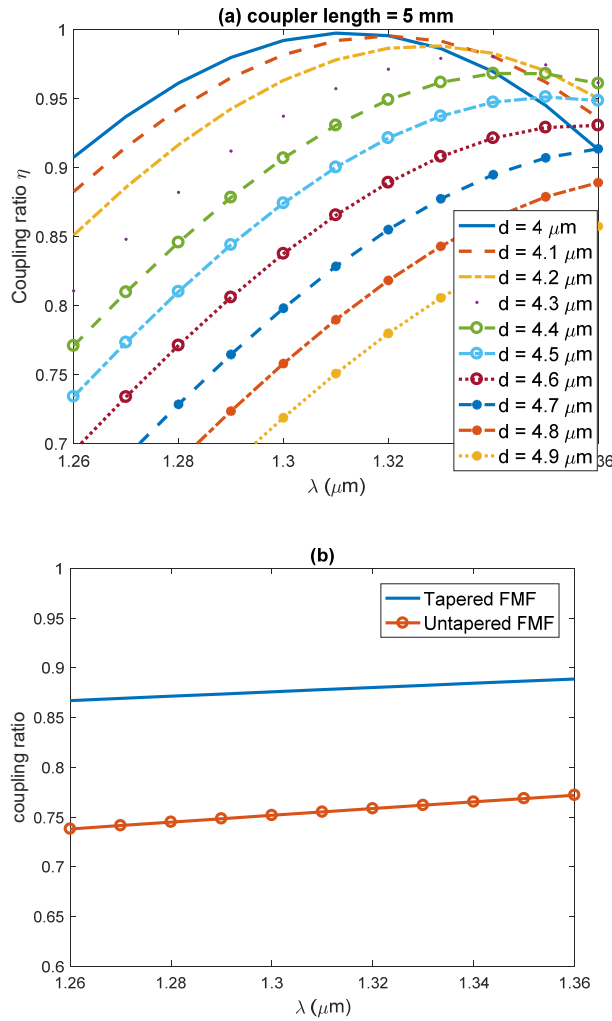 (a) coupler length = 5 mm
1
0.95
0.9
0.85
0.8
0.75
0.7
Coupling ratio η
d = 4 μm
d = 4.1 μm
d = 4.2 μm
d = 4.3 μm
d = 4.4 μm
d = 4.5 μm
d = 4.6 μm
d = 4.7 μm
d = 4.8 μm
d = 4.9 μm
1.26 1.28 1.3 1.32 36
λ (μm)
(b)
1
0.95
0.9
0.85
0.8
0.75
0.7
0.65
0.6
coupling ratio
Tapered FMF
Untapered FMF
1.26 1.28 1.3 1.32 1.34 1.36
λ (μm)